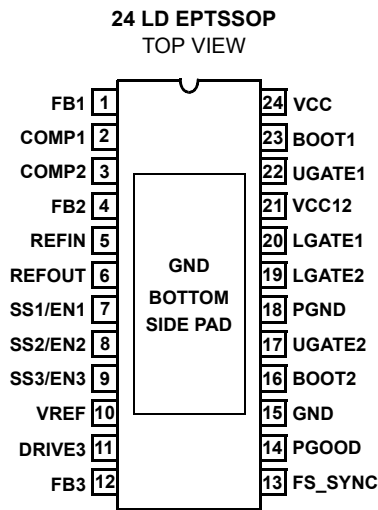 24 LD EPTSSOP
TOP VIEW
FB1 1
COMP1 2
COMP2 3
FB2 4
REFIN 5
REFOUT 6
SS1/EN1 7
SS2/EN2 8
SS3/EN3 9
VREF 10
DRIVE3 11
FB3 12
GND
BOTTOM
SIDE PAD
24 VCC
23 BOOT1
22 UGATE1
21 VCC12
20 LGATE1
19 LGATE2
18 PGND
17 UGATE2
16 BOOT2
15 GND
14 PGOOD
13 FS_SYNC